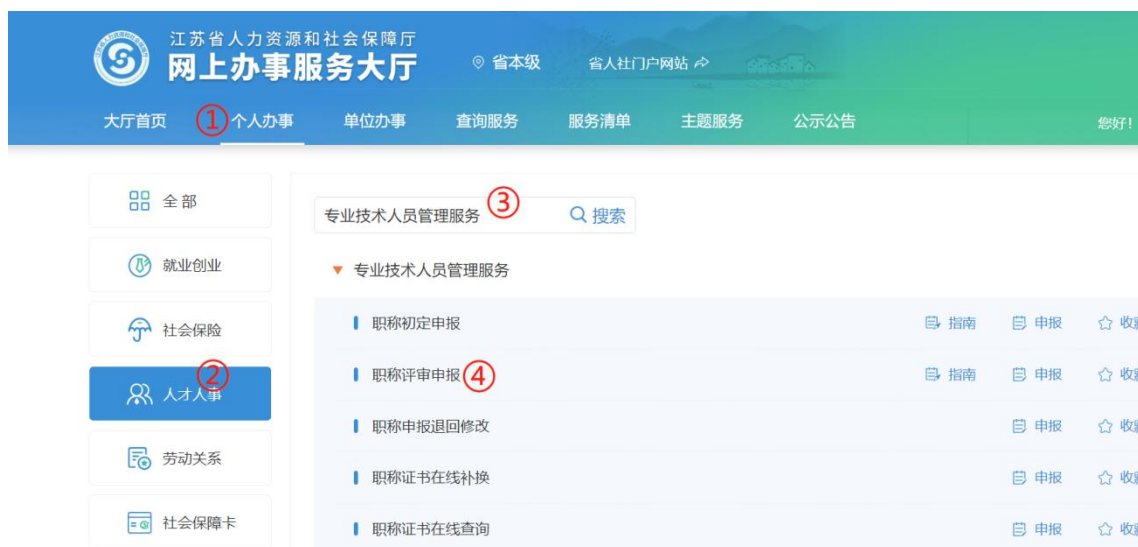 江苏省人力资源和社会保障厅
网上办事服务大厅
省本级 省人社门户网站
大厅首页 ① 个人办事 单位办事 查询服务 服务清单 主题服务 公示公告 您好!
全部
就业创业
社会保险
② 人才人事
劳动关系
社会保障卡
专业技术人员管理服务 ③ 搜索
专业技术人员管理服务
职称初定申报 指南 申报 收
职称评审申报 ④ 指南 申报 收
职称申报退回修改 申报 收
职称证书在线补换 申报 收
职称证书在线查询 申报 收